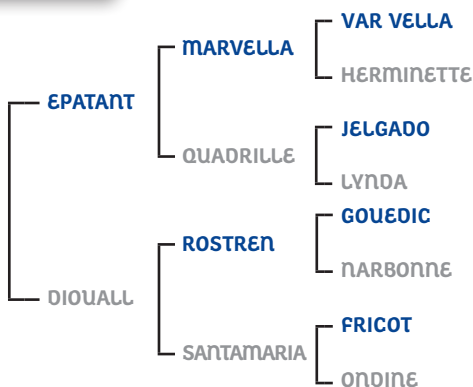 VAR VELLA
MARVELLA
HERMINETTE
EPATANT
JELGADO
QUADRILLE
LYNDA
GOUEDIC
ROSTREN
NARBONNE
DIOUALL
FRICOT
SANTAMARIA
ONDINE